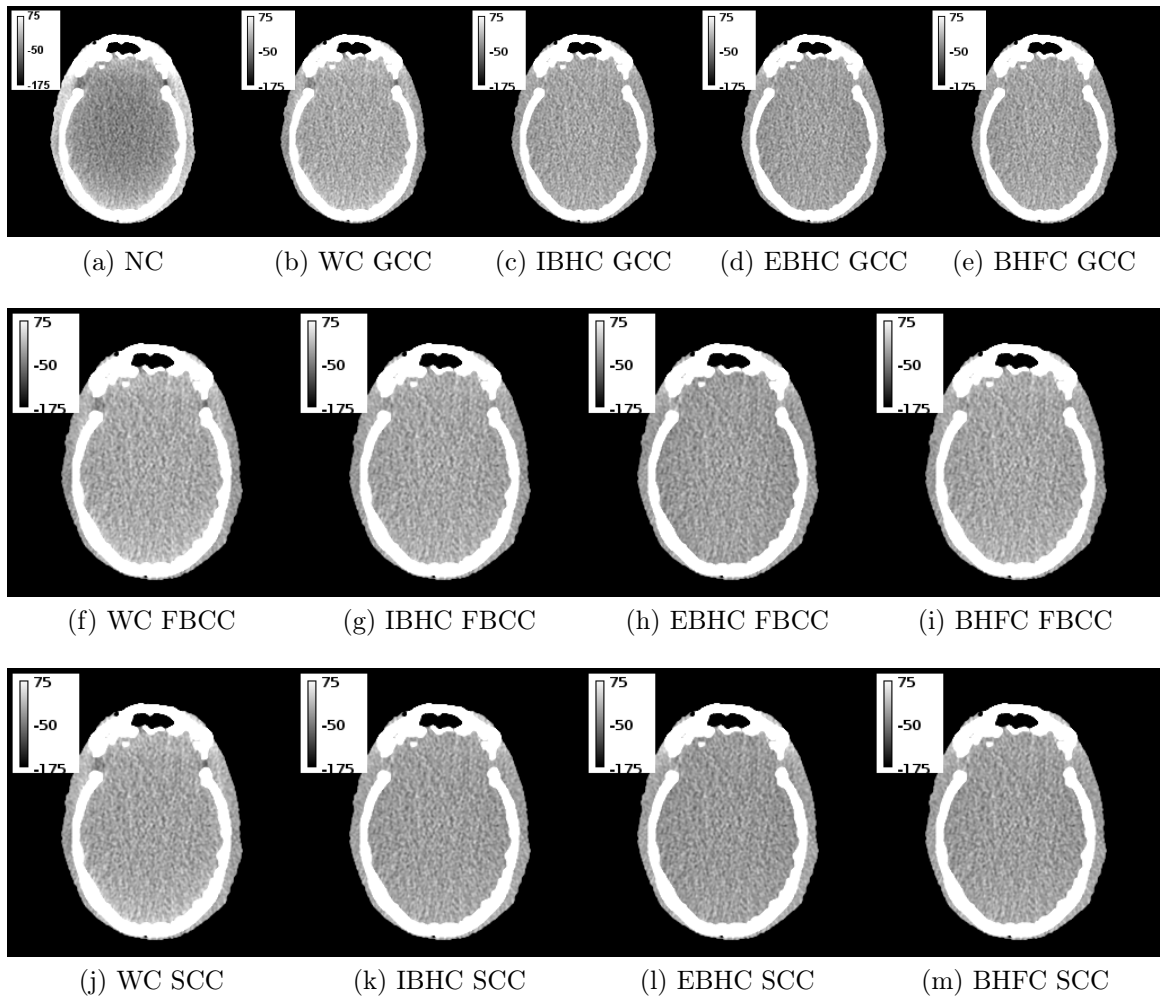 75 75 75 75 75
-50 -50 -50 -50 -50
-175 -175 -175 -175 -175
(a) NC (b) WC GCC (c) IBHC GCC (d) EBHC GCC (e) BHFC GCC
75 75 75 75
-50 -50 -50 -50
-175 -175 -175 -175
(f) WC FBCC (g) IBHC FBCC (h) EBHC FBCC (i) BHFC FBCC
75 75 75 75
-50 -50 -50 -50
-175 -175 -175 -175
(j) WC SCC (k) IBHC SCC (l) EBHC SCC (m) BHFC SCC